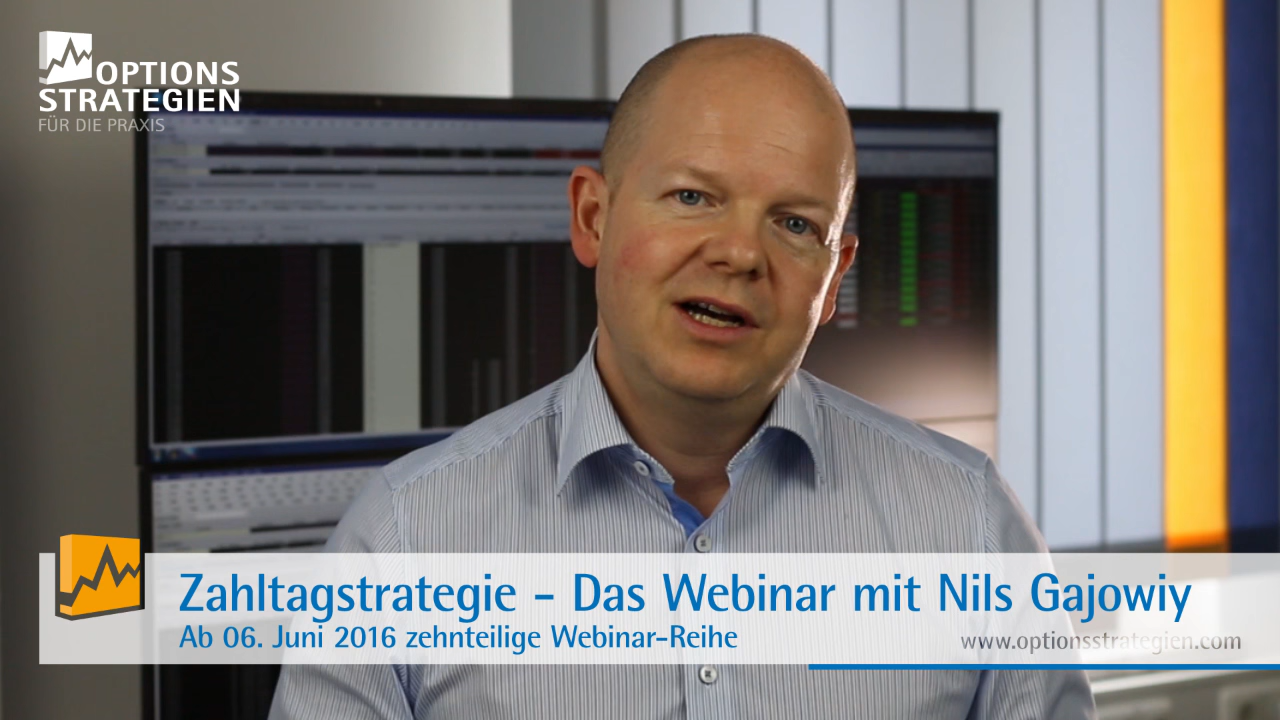 OPTIONS
STRATEGIEN
FÜR DIE PRAXIS
Zahltagstrategie - Das Webinar mit Nils Gajowiy
Ab 06. Juni 2016 zehnteilige Webinar-Reihe
www.optionsstrategien.com